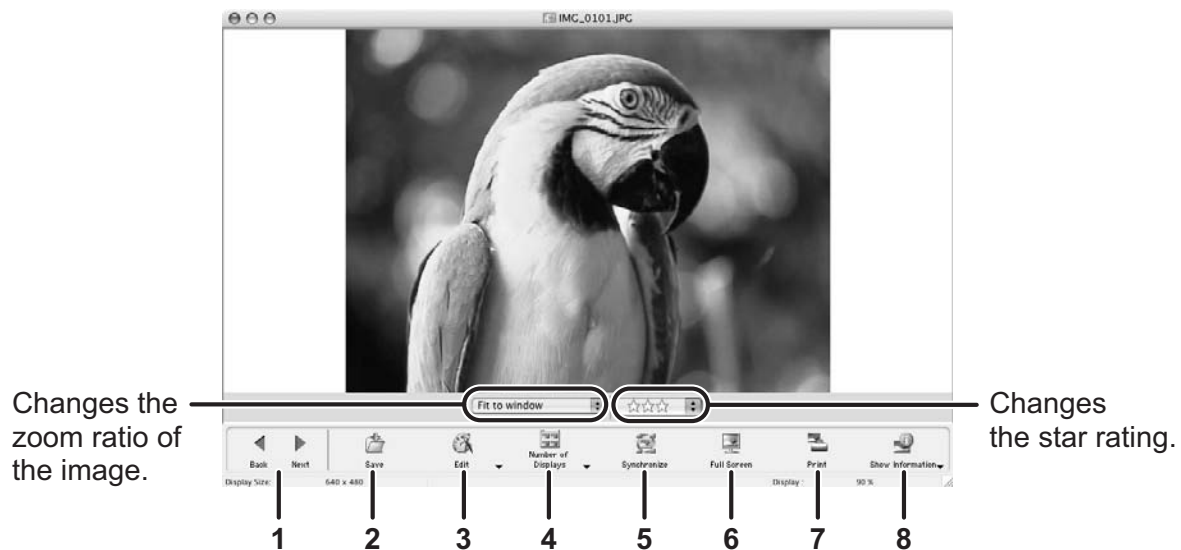 IMG_0101.JPG
Changes the
zoom ratio of
the image.
Fit to window
Changes
the star rating.
Back Next Save Edit Number of
Displays Synchronize Full Screen Print Show Information
Display Size: 640 x 480 Display : 90 %
1 2 3 4 5 6 7 8